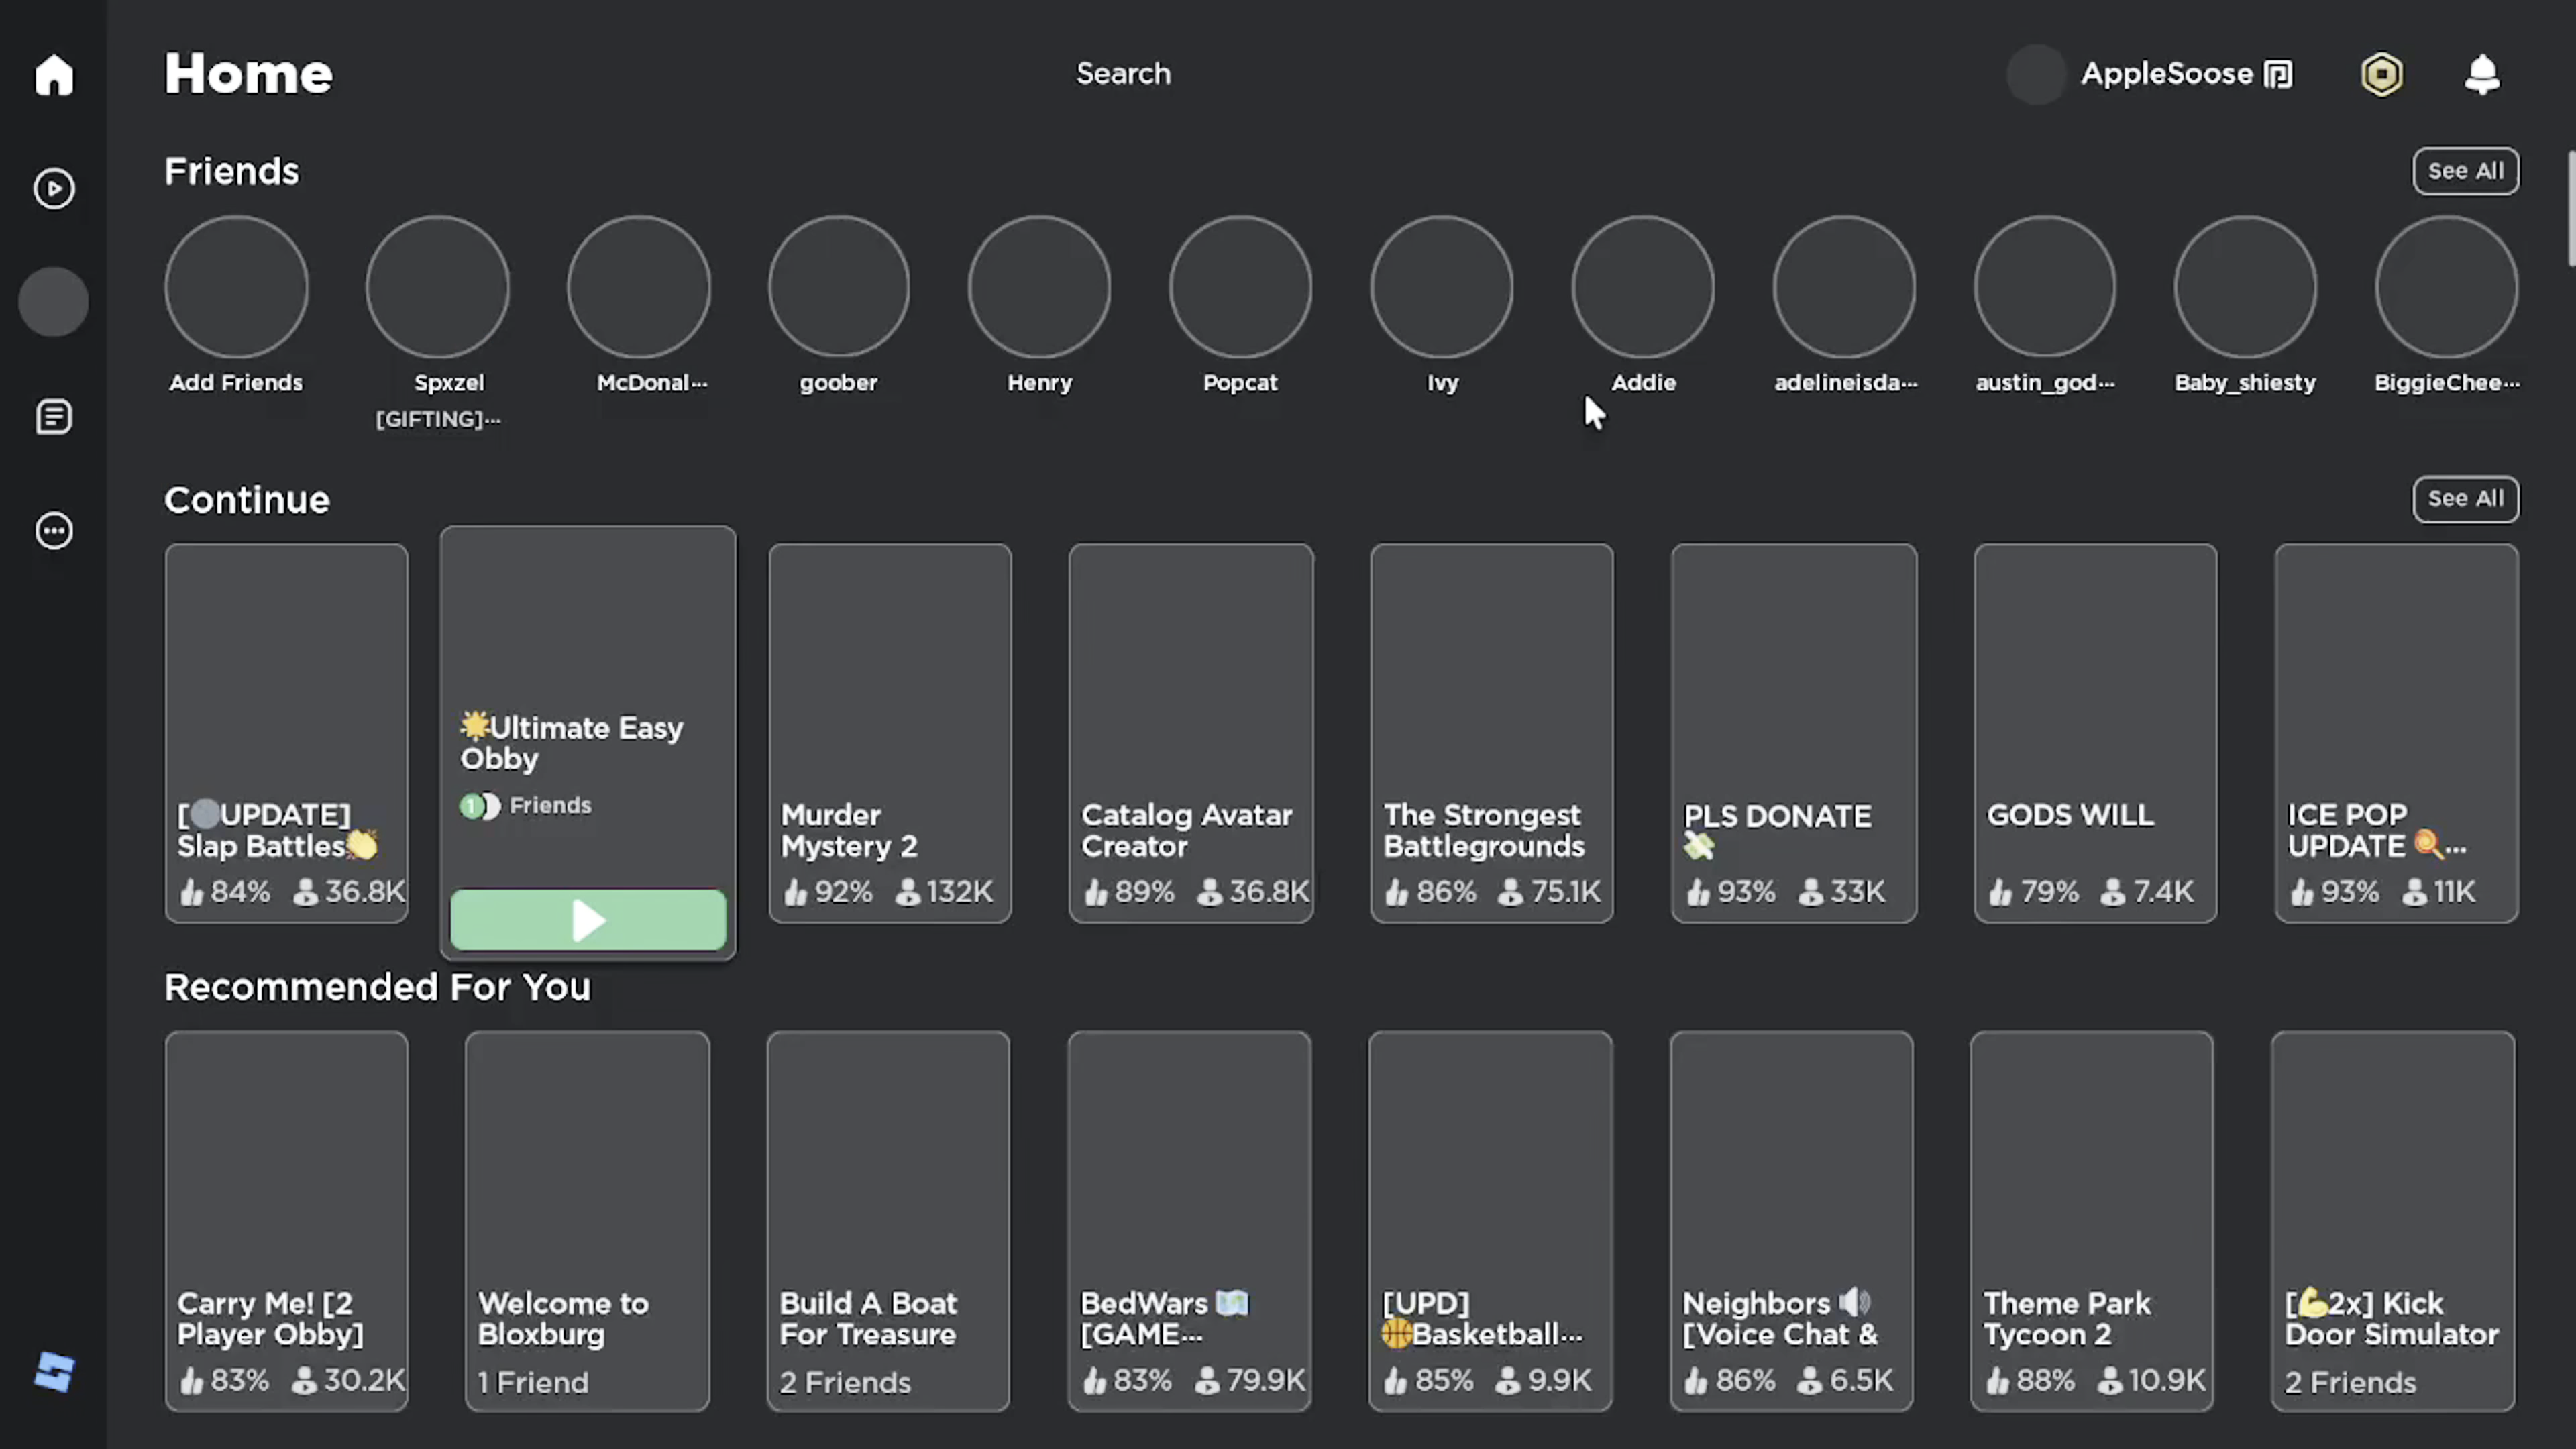 Home
Search
AppleSoose
Friends
See All
Add Friends
Spxzel
[GIFTING]...
McDonal...
goober
Henry
Popcat
Ivy
Addie
adelineisda...
austin_god...
Baby_shiesty
BiggieChee...
Continue
See All
[🌑UPDATE]
Slap Battles👏
84% 36.8K
🌟Ultimate Easy
Obby
1 Friends
Murder
Mystery 2
92% 132K
Catalog Avatar
Creator
89% 36.8K
The Strongest
Battlegrounds
86% 75.1K
PLS DONATE
💸
93% 33K
GODS WILL
79% 7.4K
ICE POP
UPDATE 🍭...
93% 11K
Recommended For You
Carry Me! [2
Player Obby]
83% 30.2K
Welcome to
Bloxburg
1 Friend
Build A Boat
For Treasure
2 Friends
BedWars 🗺️
[GAME...
83% 79.9K
[UPD]
🏀Basketball...
85% 9.9K
Neighbors 🔊
[Voice Chat &
86% 6.5K
Theme Park
Tycoon 2
88% 10.9K
[💪2x] Kick
Door Simulator
2 Friends